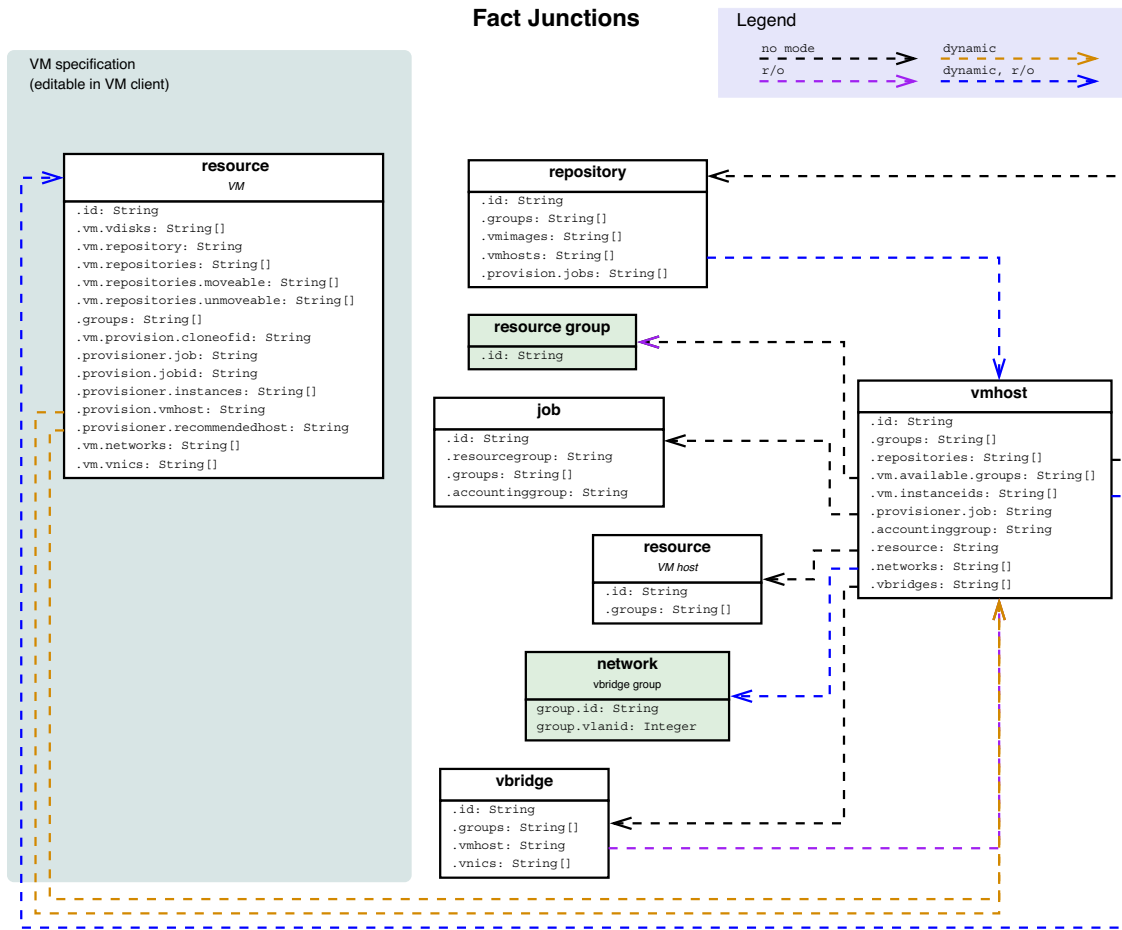 Fact Junctions
Legend
no mode
dynamic
r/o
dynamic, r/o
VM specification
(editable in VM client)
resource
VM
.id: String
.vm.vdisks: String[]
.vm.repository: String
.vm.repositories: String[]
.vm.repositories.moveable: String[]
.vm.repositories.unmoveable: String[]
.groups: String[]
.vm.provision.cloneofid: String
.provisioner.job: String
.provision.jobid: String
.provisioner.instances: String[]
.provision.vmhost: String
.provisioner.recommendedhost: String
.vm.networks: String[]
.vm.vnics: String[]
repository
.id: String
.groups: String[]
.vmimages: String[]
.vmhosts: String[]
.provision.jobs: String[]
resource group
.id: String
job
.id: String
.resourcegroup: String
.groups: String[]
.accountinggroup: String
resource
VM host
.id: String
.groups: String[]
network
vbridge group
group.id: String
group.vlanid: Integer
vbridge
.id: String
.groups: String[]
.vmhost: String
.vnics: String[]
vmhost
.id: String
.groups: String[]
.repositories: String[]
.vm.available.groups: String[]
.vm.instanceids: String[]
.provisioner.job: String
.accountinggroup: String
.resource: String
.networks: String[]
.vbridges: String[]